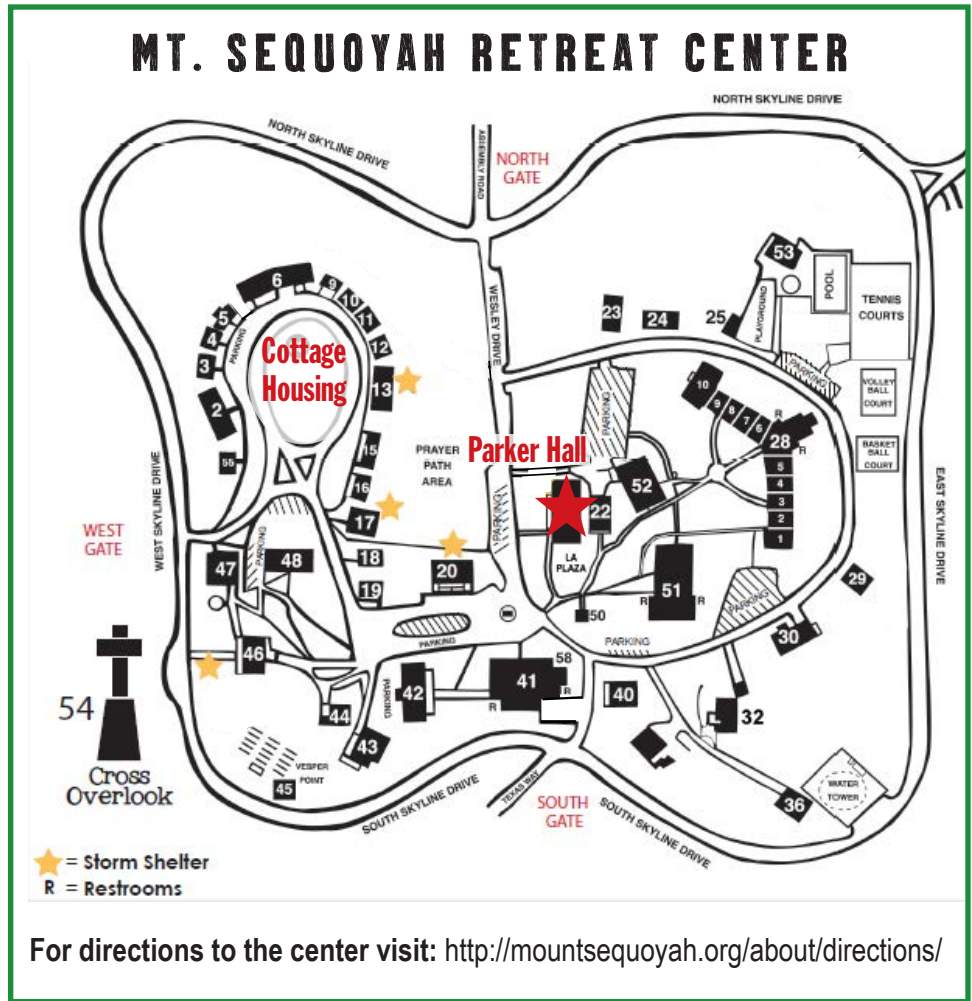 MT. SEQUOYAH RETREAT CENTER
NORTH SKYLINE DRIVE
NORTH SKYLINE DRIVE
ASSEMBLY ROAD
NORTH
GATE
WESLEY DRIVE
53
POOL
PLAYGROUND
TENNIS
COURTS
6
5
4
3
2
55
PARKING
9
10
11
12
13
15
16
17
Cottage
Housing
23
24
25
PARKING
PARKING
VOLLEY
BALL
COURT
BASKET
BALL
COURT
10
9
8
7
6
R
28
R
5
4
3
2
1
PRAYER
PATH
AREA
Parker Hall
PARKING
22
52
LA
PLAZA
50
51
R
R
PARKING
29
30
EAST SKYLINE DRIVE
WEST SKYLINE DRIVE
WEST
GATE
47
PARKING
48
18
19
20
PARKING
PARKING
46
44
43
42
PARKING
41
R
58
R
40
32
36
WATER
TOWER
54
Cross
Overlook
VESPER
POINT
45
SOUTH SKYLINE DRIVE
TEXAS WAY
SOUTH
GATE
SOUTH SKYLINE DRIVE
= Storm Shelter
R = Restrooms
For directions to the center visit: http://mountsequoyah.org/about/directions/